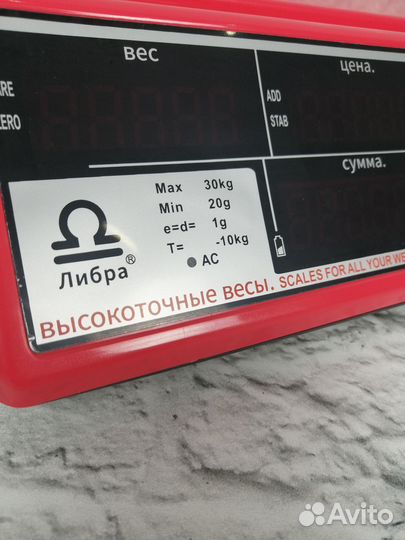 вес
цена.
ARE
ADD
ZERO
STAB
сумма.
Max 30kg
Min 20g
e=d= 1g
T= -10kg
AC
Либра®
ВЫСОКОТОЧНЫЕ ВЕСЫ. SCALES FOR ALL YOUR WE
Avito